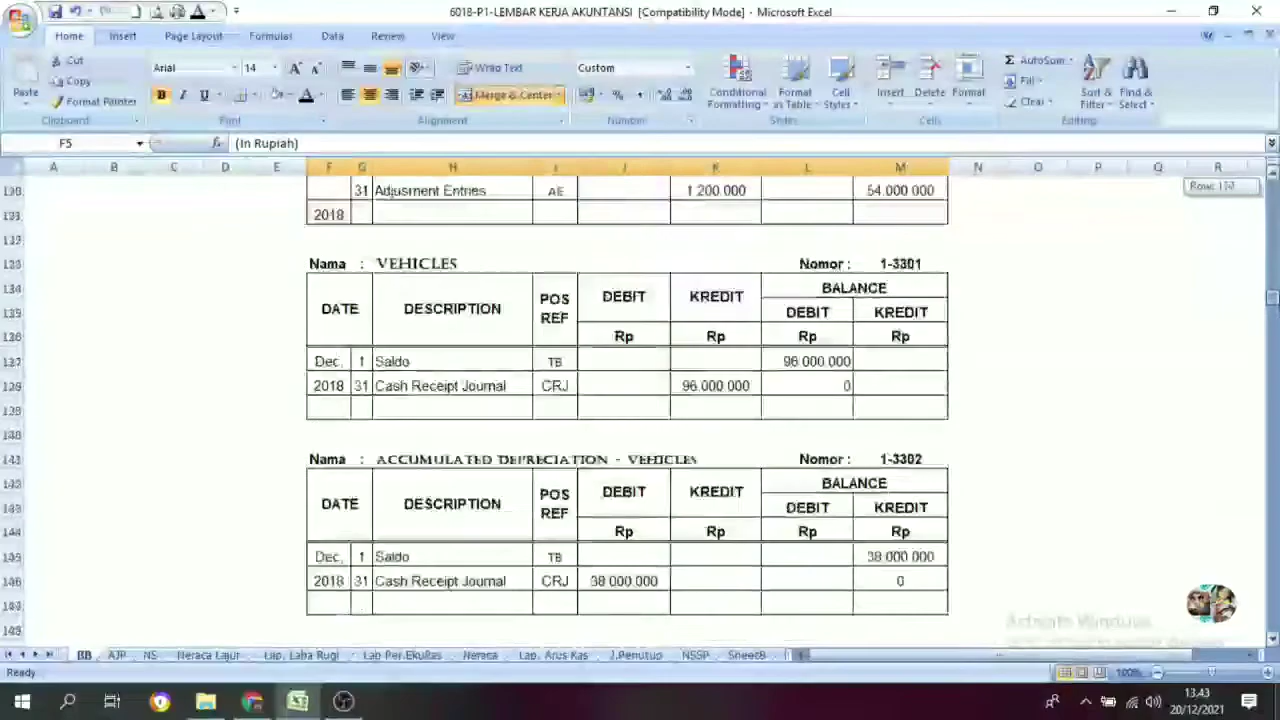 6018-P1-LEMBAR KERJA AKUNTANSI [Compatibility Mode] - Microsoft Excel
Home Insert Page Layout Formulas Data Review View
Cut
Copy
Format Painter
Paste
Clipboard
Arial 14
B I U
Font
Wrap Text
Merge & Center
Alignment
Custom
%
Number
Conditional Formatting
Format as Table
Cell Styles
Styles
Insert Delete Format
Cells
AutoSum
Fill
Clear
Sort & Filter
Find & Select
Editing
F5 fx (In Rupiah)
A B C D E F G H I J K L M N O P Q R
31 Adjusment Entries AE 1.200.000 54.000.000
2018
Nama : VEHICLES Nomor : 1-3301
DATE DESCRIPTION POS REF DEBIT KREDIT BALANCE
DEBIT KREDIT
Rp Rp Rp Rp
Dec, 1 Saldo TB 96.000.000
2018 31 Cash Receipt Journal CRJ 96.000.000 0
Nama : ACCUMULATED DEPRECIATION - VEHICLES Nomor : 1-3302
DATE DESCRIPTION POS REF DEBIT KREDIT BALANCE
DEBIT KREDIT
Rp Rp Rp Rp
Dec, 1 Saldo TB 38.000.000
2018 31 Cash Receipt Journal CRJ 38.000.000 0
Activate Windows
BB AJP NS Neraca Lajur Lap. Laba Rugi Lab Per.EkuRas Neraca Lap. Arus Kas J.Penutup NSSP Sheet8
Ready 100%
13.43
20/12/2021